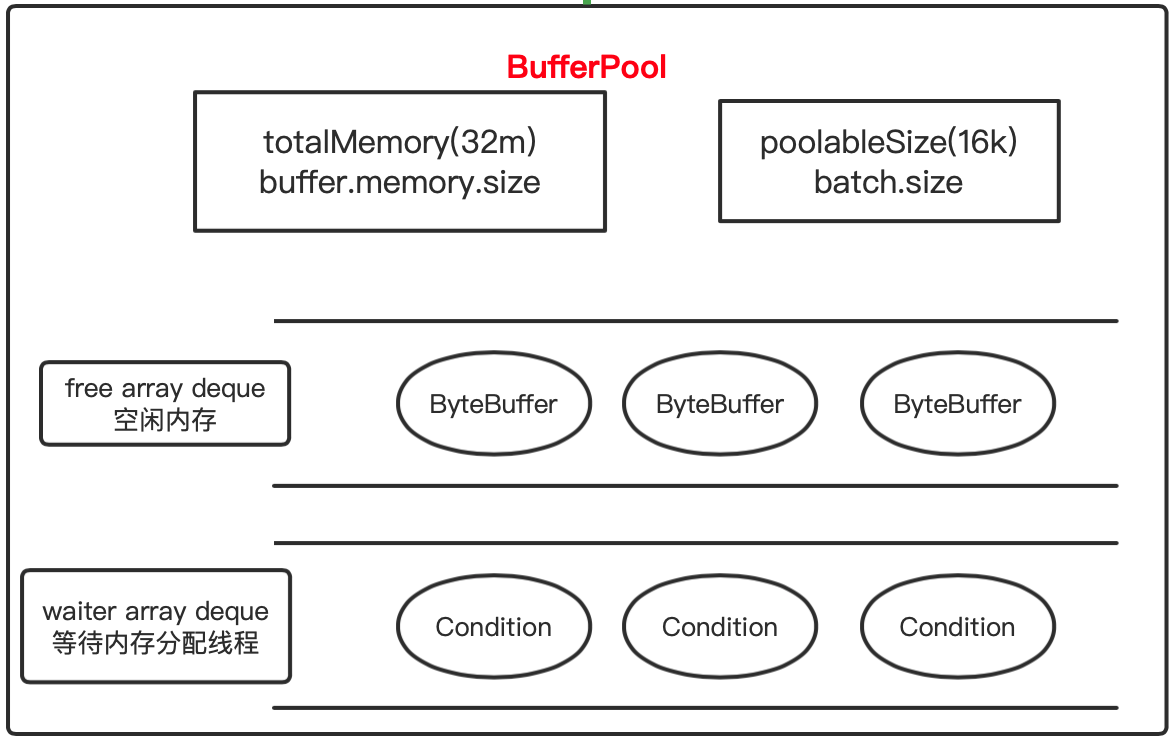 BufferPool
totalMemory(32m)
buffer.memory.size
poolableSize(16k)
batch.size
free array deque
空闲内存
ByteBuffer
ByteBuffer
ByteBuffer
waiter array deque
等待内存分配线程
Condition
Condition
Condition